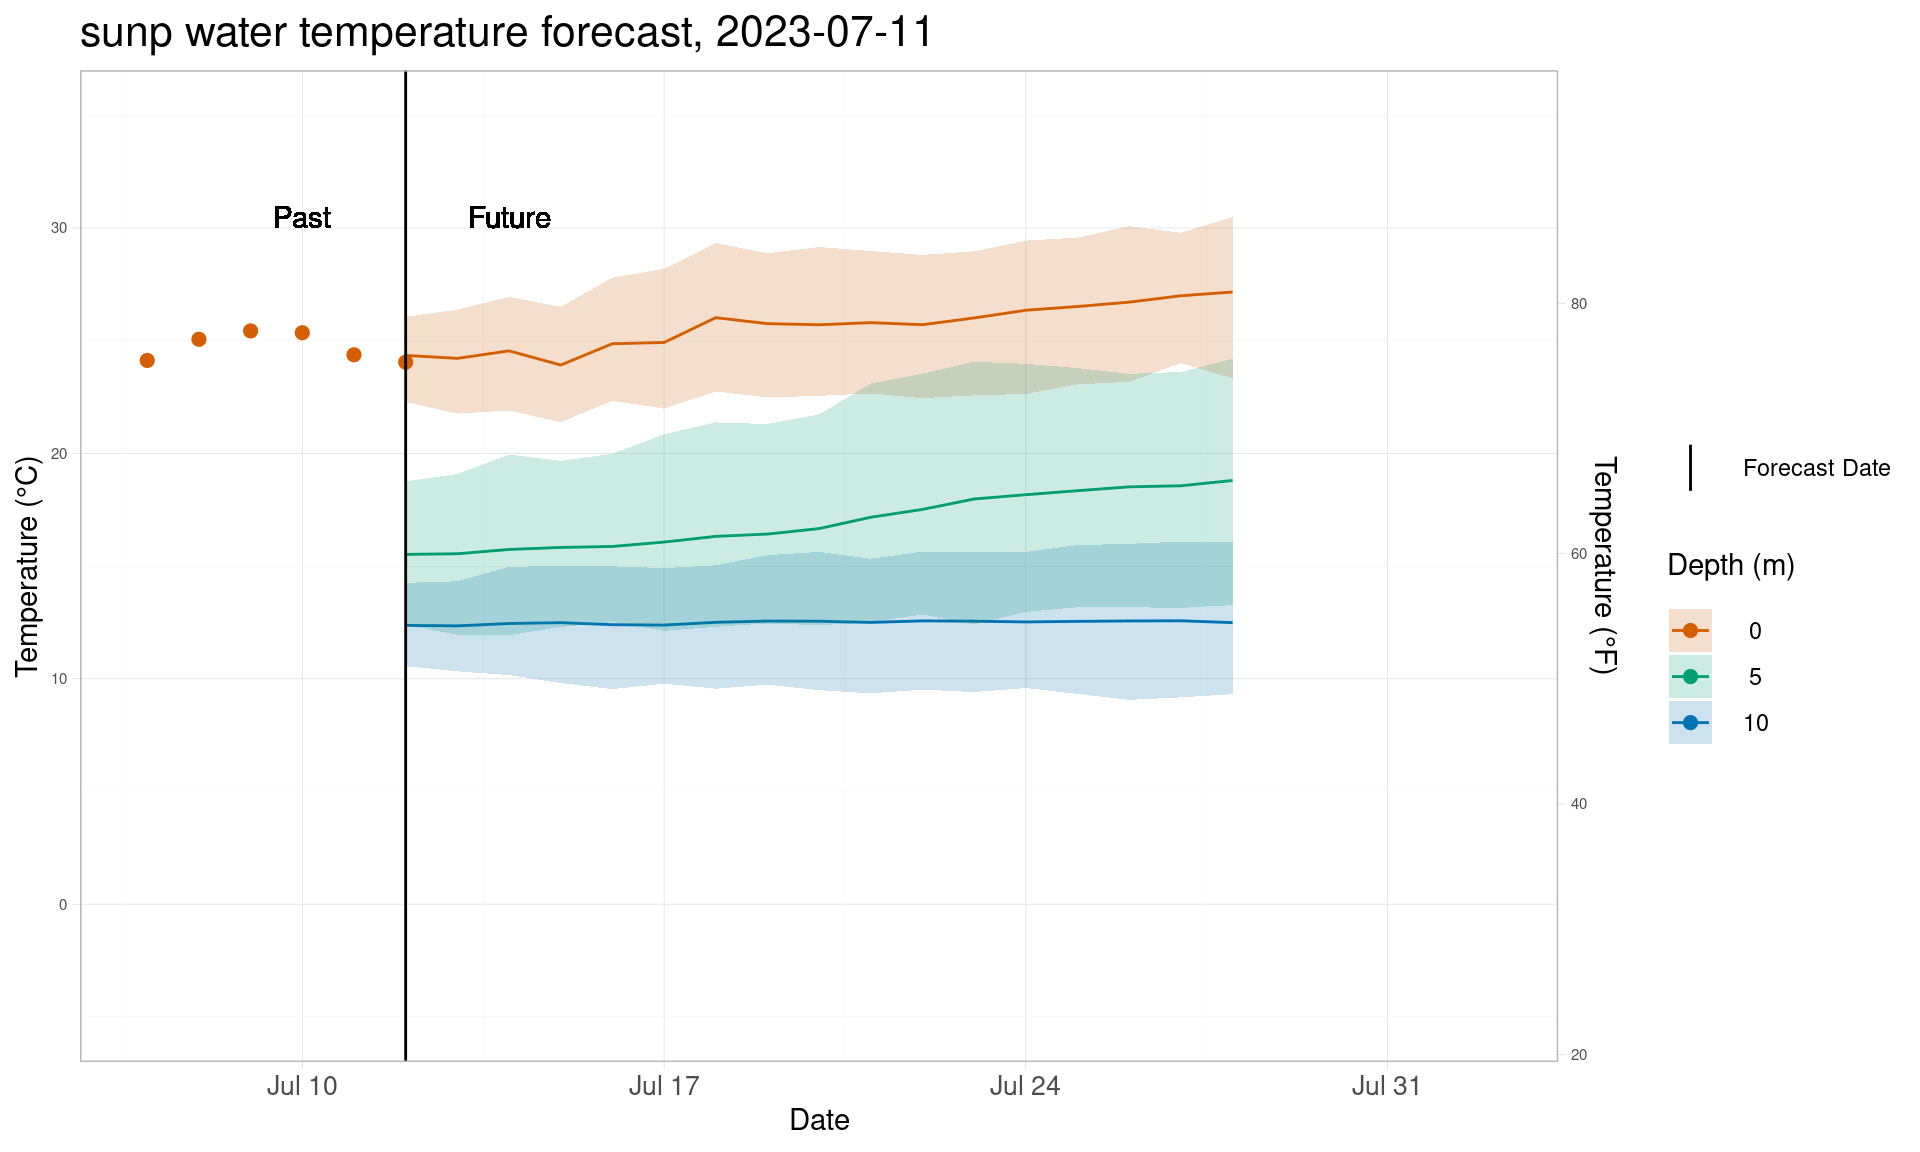 sunp water temperature forecast, 2023-07-11
Past
Future
30
20
10
0
Temperature (°C)
80
60
40
20
Temperature (°F)
Jul 10
Jul 17
Jul 24
Jul 31
Date
Forecast Date
Depth (m)
0
5
10